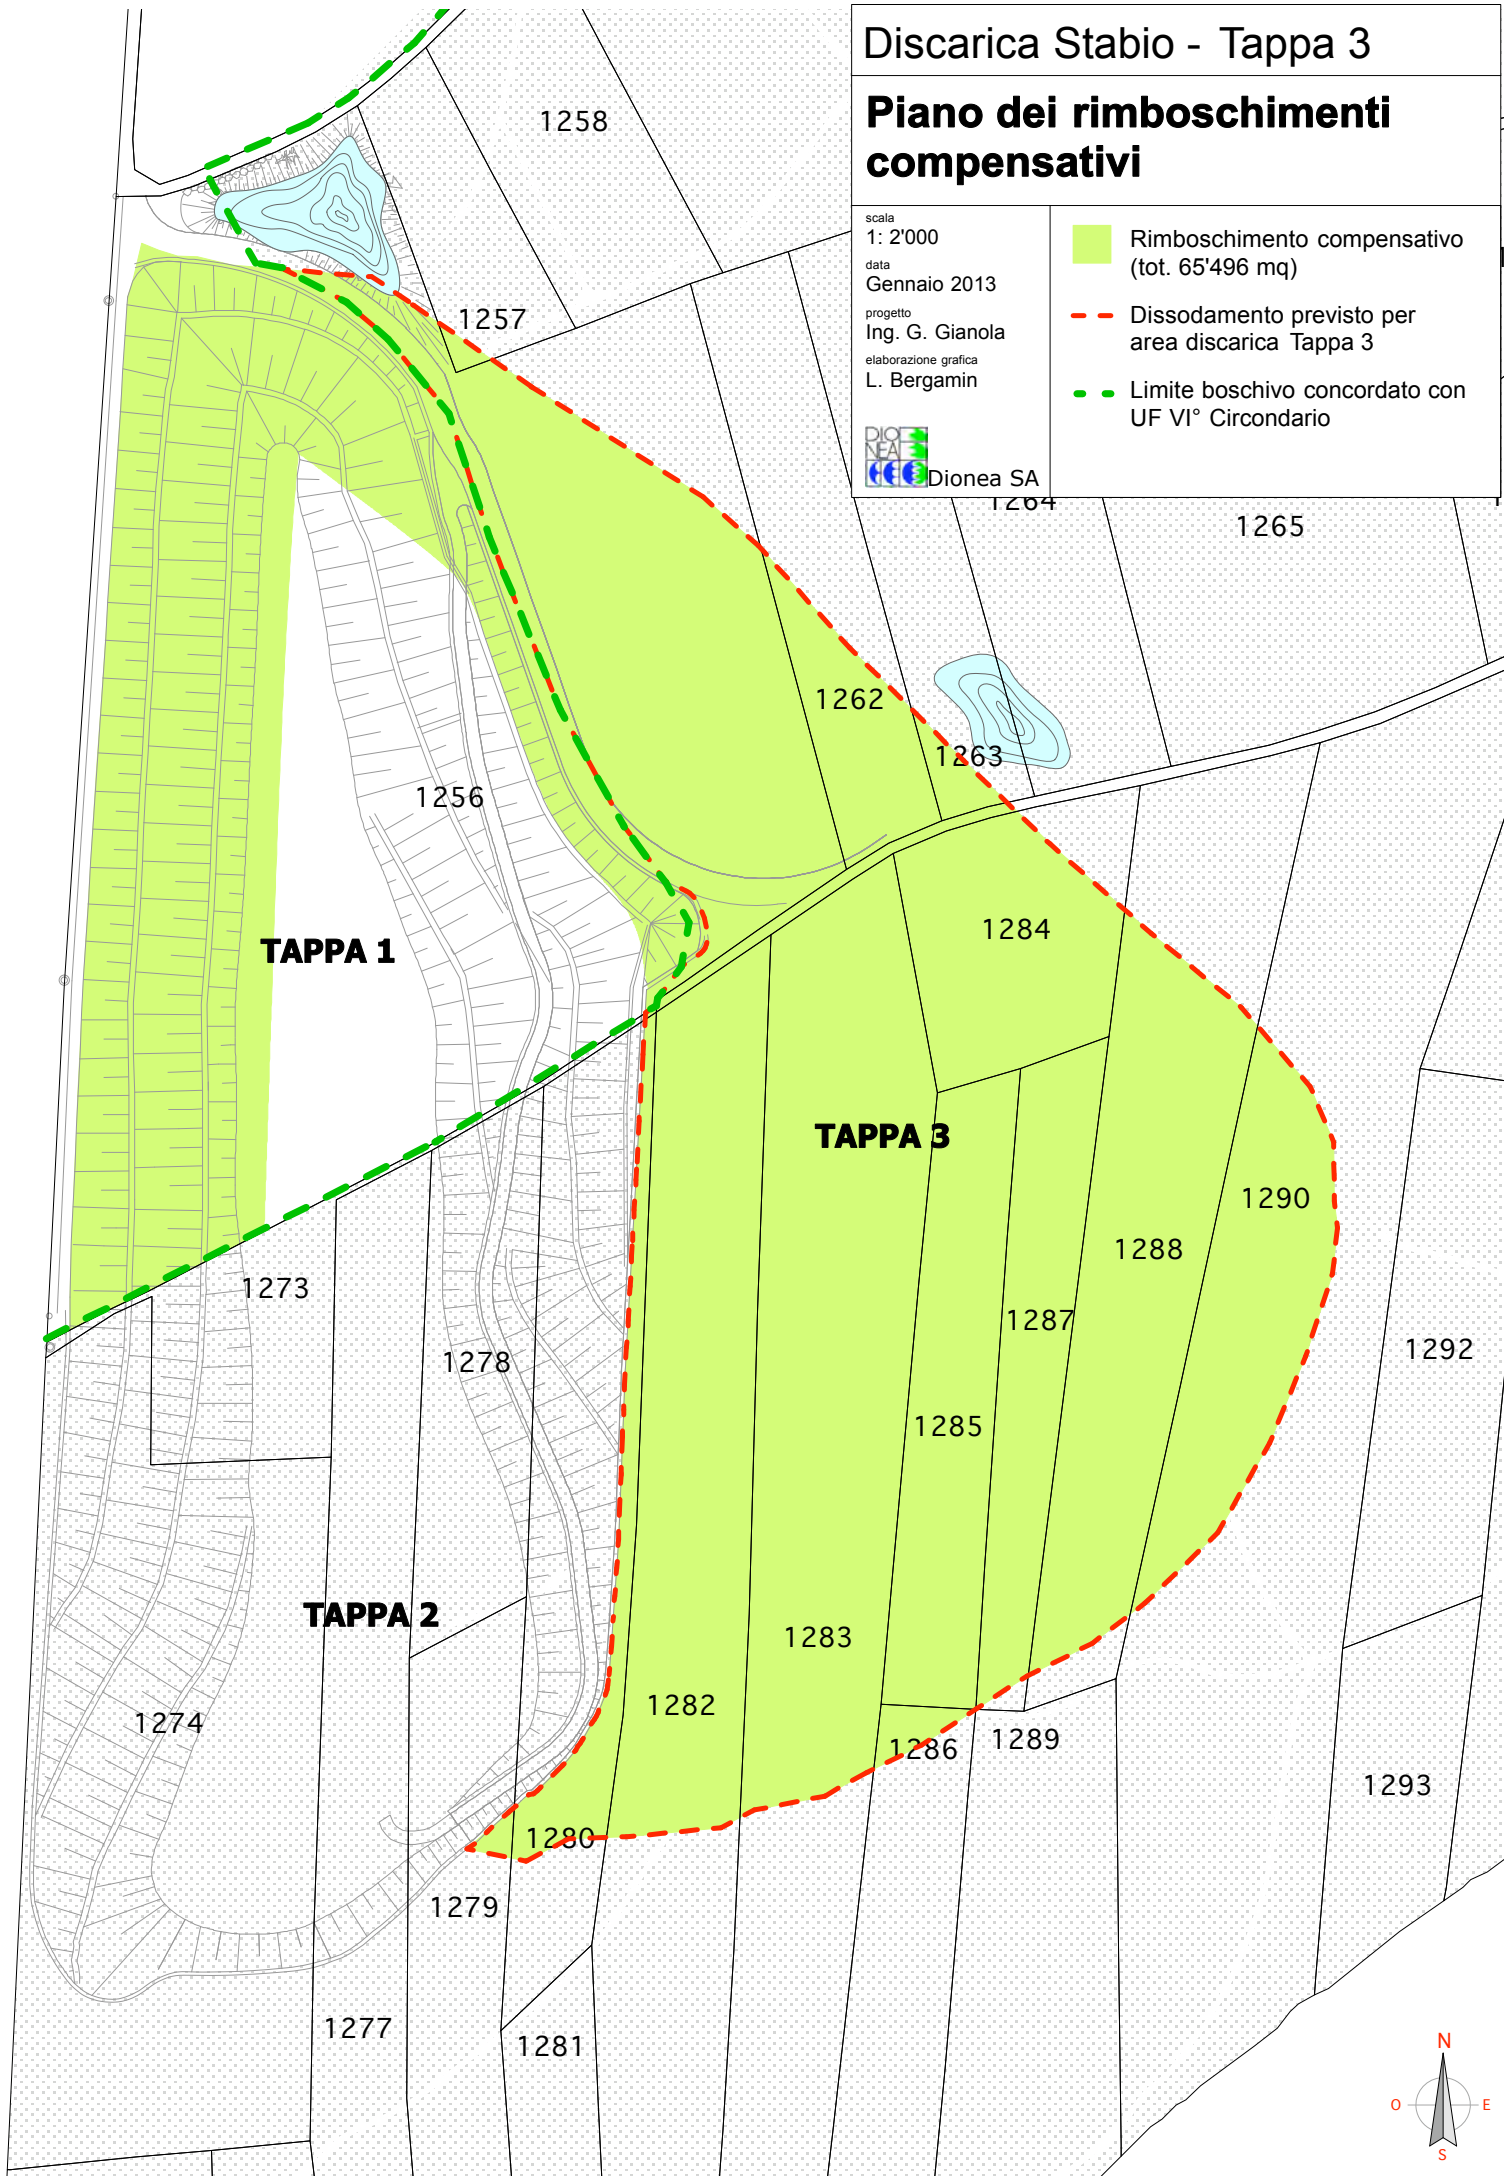 Discarica Stabio - Tappa 3
Piano dei rimboschimenti
compensativi
scala
1: 2'000
data
Gennaio 2013
progetto
Ing. G. Gianola
elaborazione grafica
L. Bergamin
DIO
NEA
Dionea SA
Rimboschimento compensativo
(tot. 65'496 mq)
Dissodamento previsto per
area discarica Tappa 3
Limite boschivo concordato con
UF VI° Circondario
1258
1257
1264
1265
1262
1263
1256
TAPPA 1
1284
TAPPA 3
1290
1288
1273
1287
1292
1278
1285
TAPPA 2
1283
1282
1274
1286
1289
1293
1280
1279
1277
1281
N
O
E
S